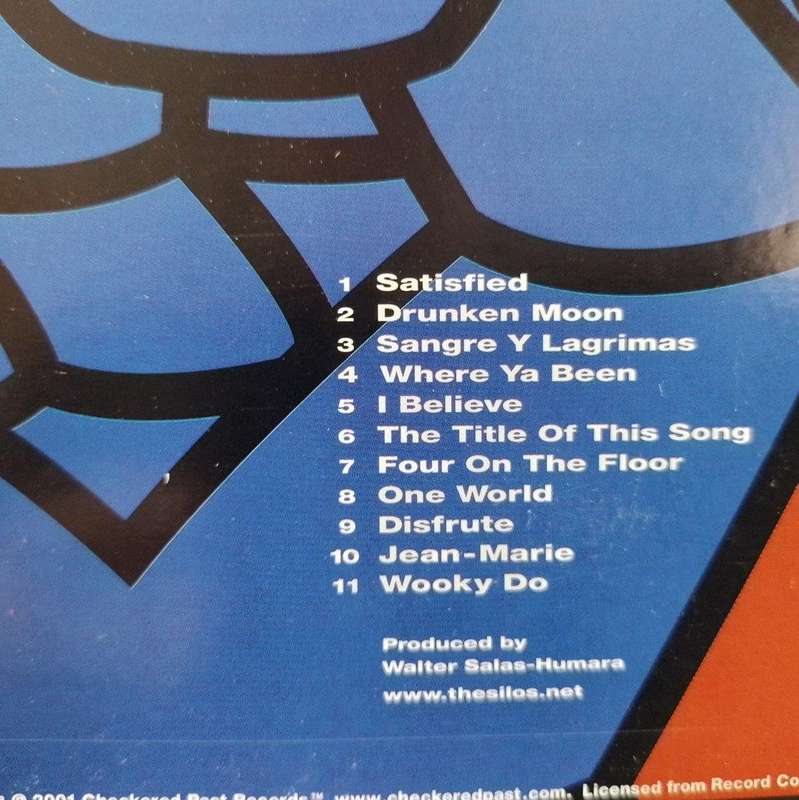 1 Satisfied
2 Drunken Moon
3 Sangre Y Lagrimas
4 Where Ya Been
5 I Believe
6 The Title Of This Song
7 Four On The Floor
8 One World
9 Disfrute
10 Jean-Marie
11 Wooky Do
Produced by
Walter Salas-Humara
www.thesilos.net
© 2001 Checkered Past Records™ www.checkeredpast.com. Licensed from Record